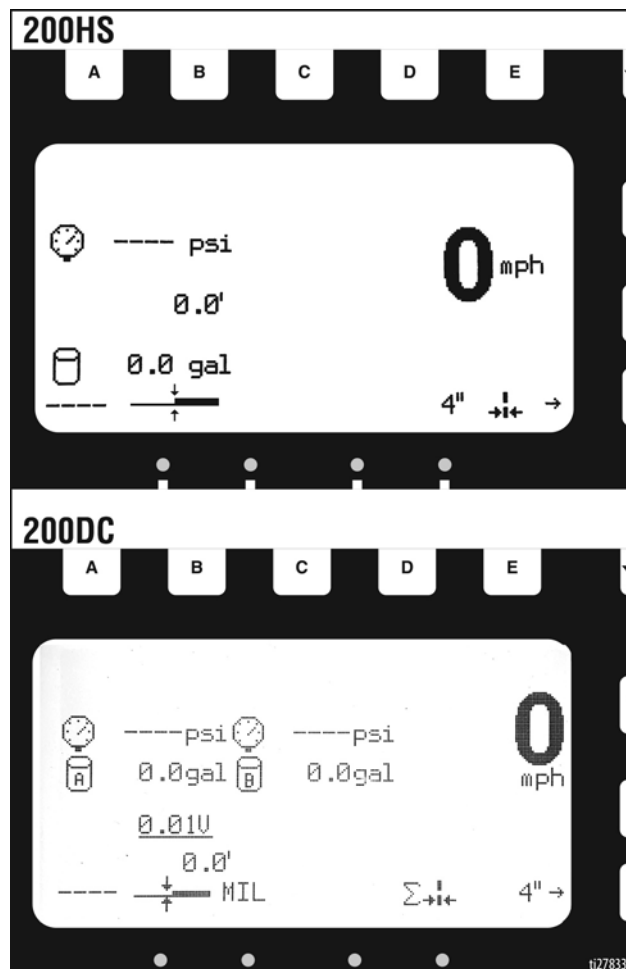 200HS
A B C D E
---- psi
0 mph
0.0'
0.0 gal
---- 4"
200DC
A B C D E
----psi ----psi
0
A 0.0gal B 0.0gal
mph
0.01V
0.0'
---- MIL Σ 4"
ti27833